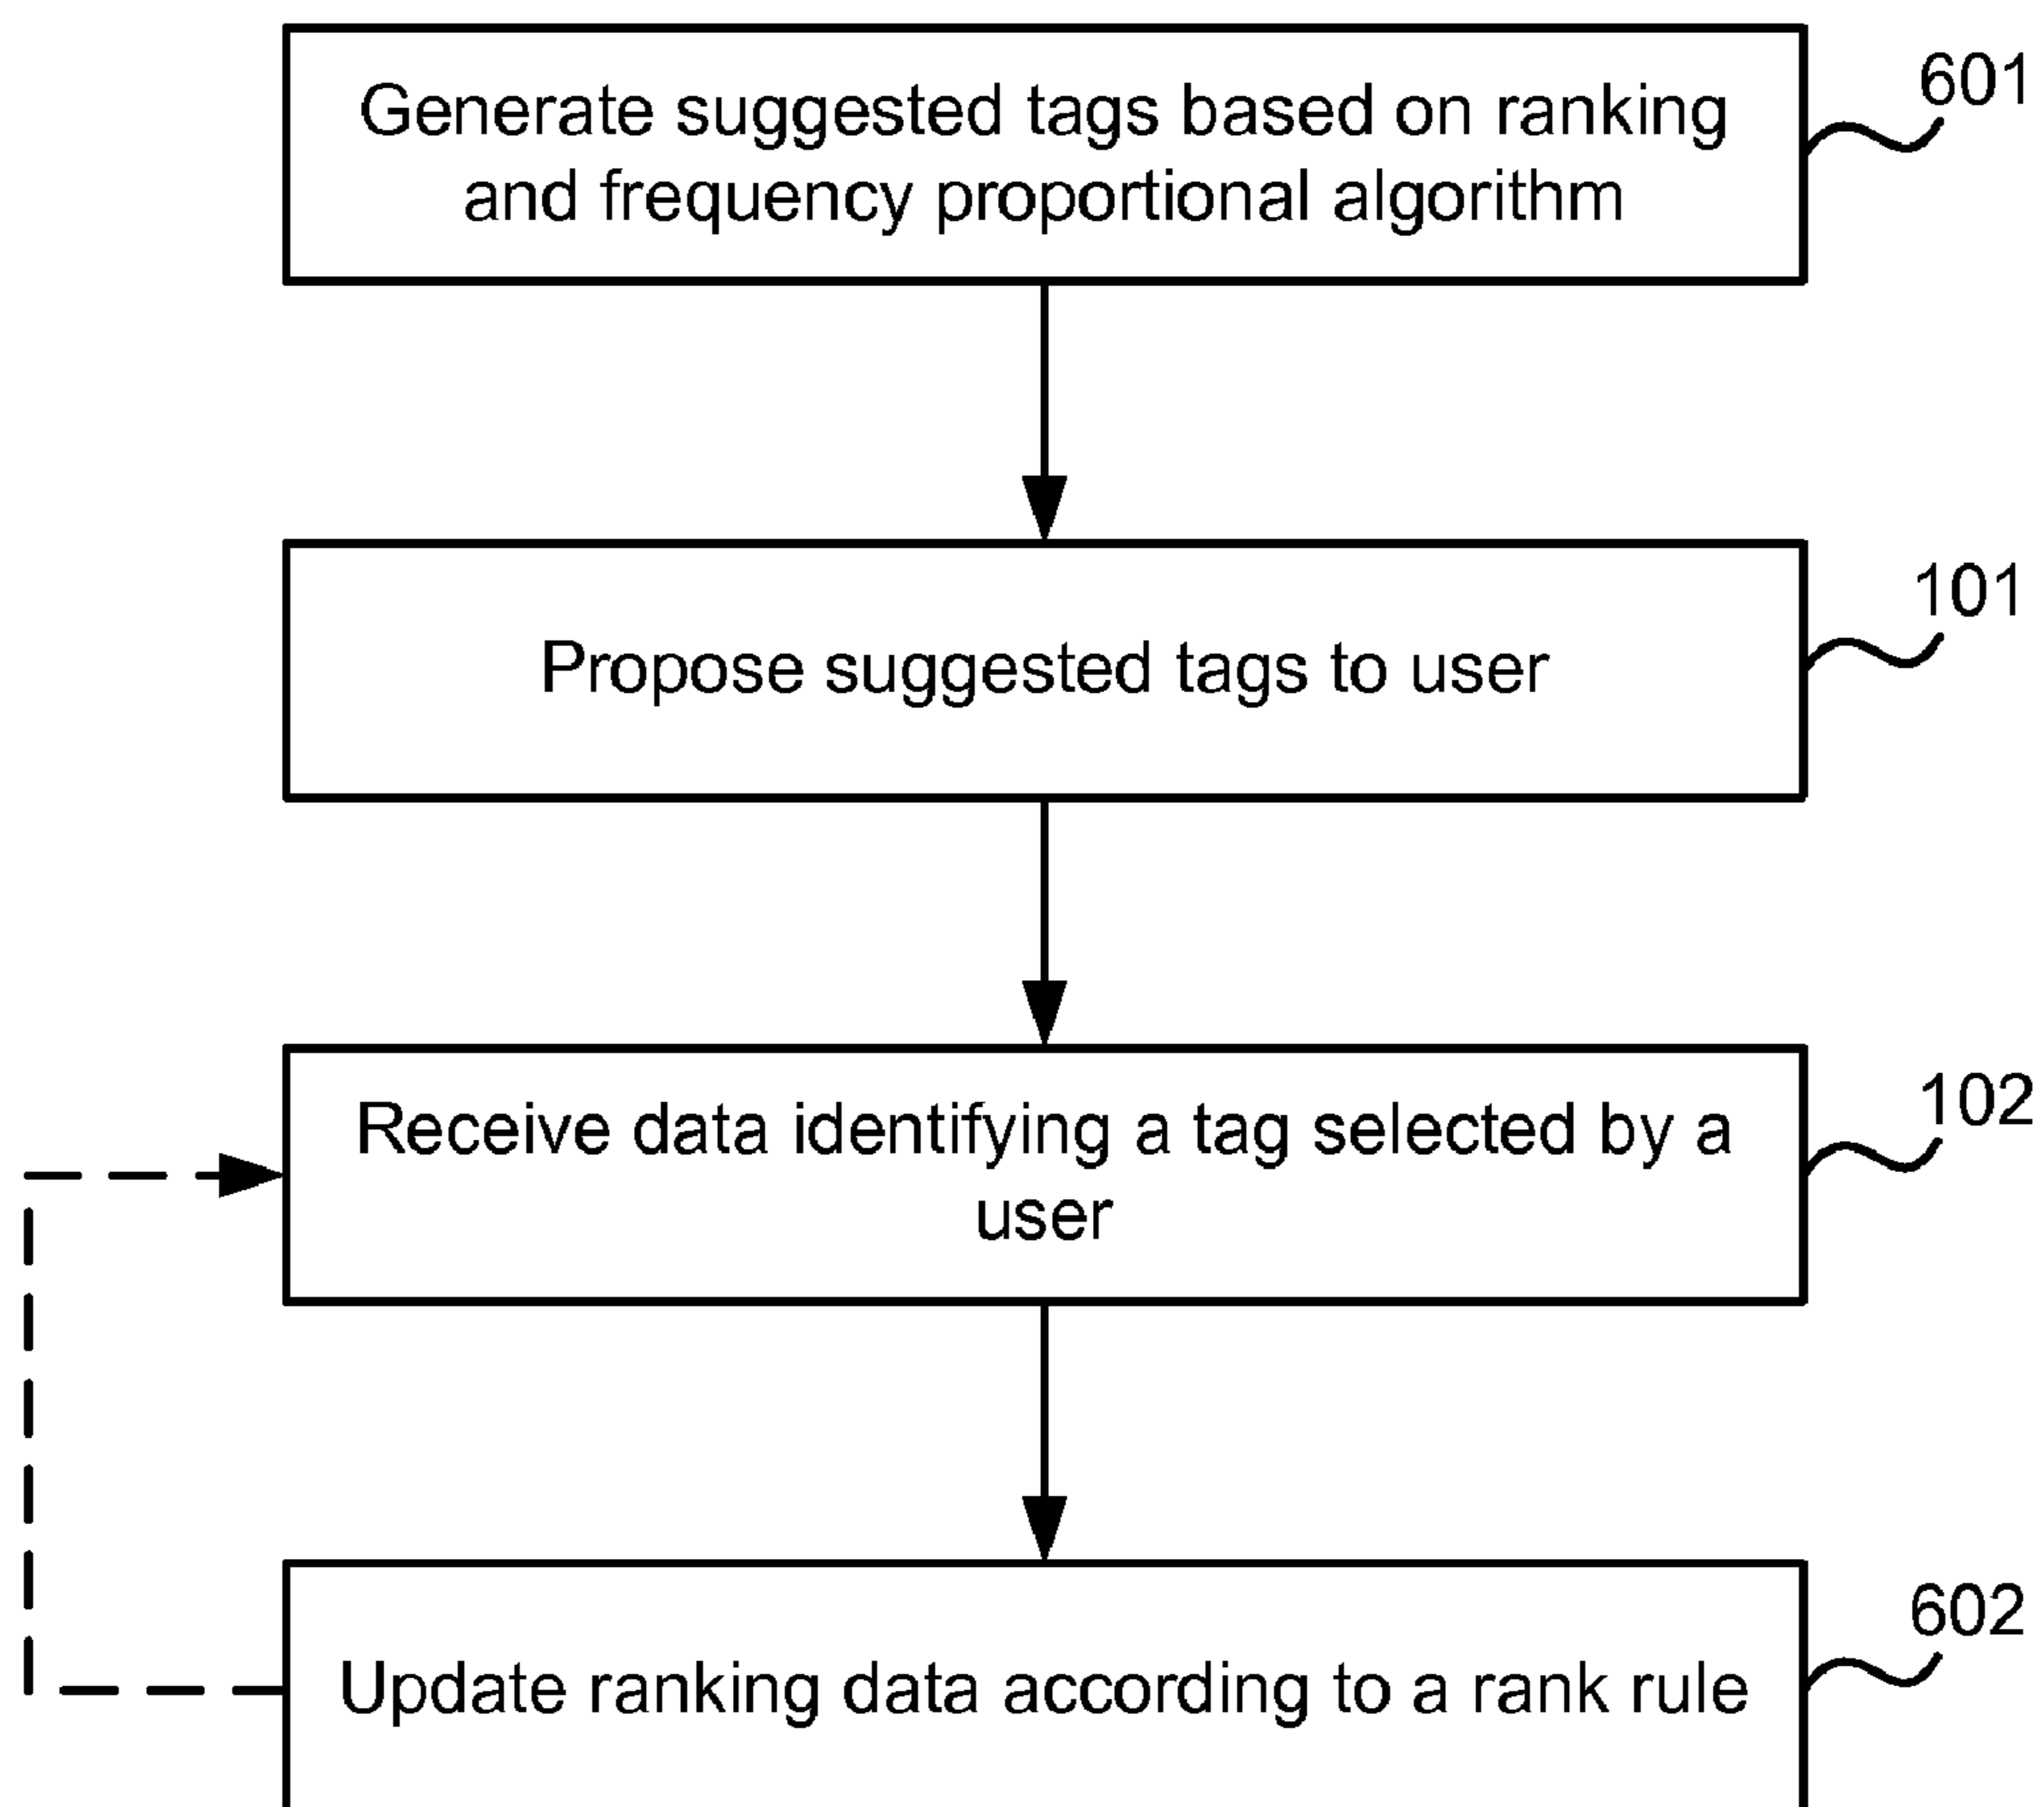 Generate suggested tags based on ranking
and frequency proportional algorithm
601
Propose suggested tags to user
101
Receive data identifying a tag selected by a
user
102
Update ranking data according to a rank rule
602